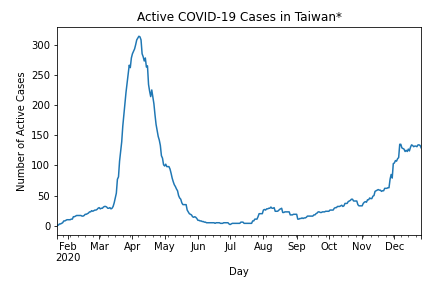 Active COVID-19 Cases in Taiwan*
Number of Active Cases
300
250
200
150
100
50
0
Feb Mar Apr May Jun Jul Aug Sep Oct Nov Dec
2020
Day